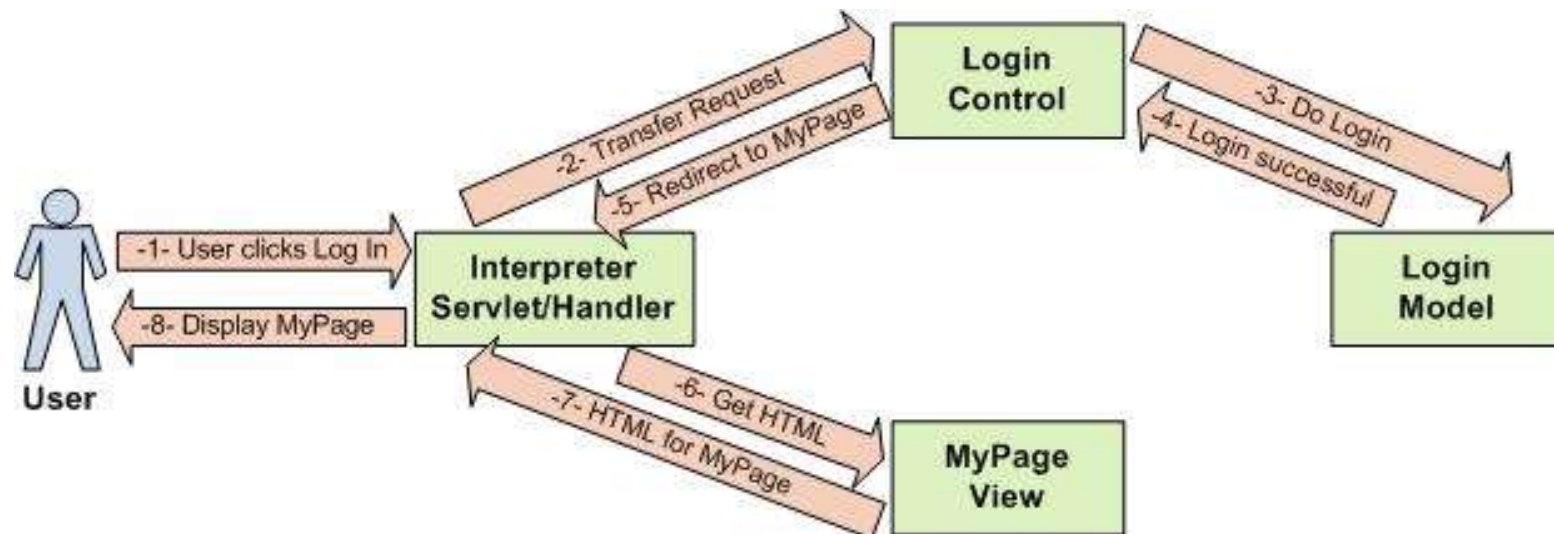 Login
Control
-2- Transfer Request
-5- Redirect to MyPage
-3- Do Login
-4- Login successful
-1- User clicks Log In
-8- Display MyPage
User
Interpreter
Servlet/Handler
Login
Model
-6- Get HTML
-7- HTML for MyPage
MyPage
View